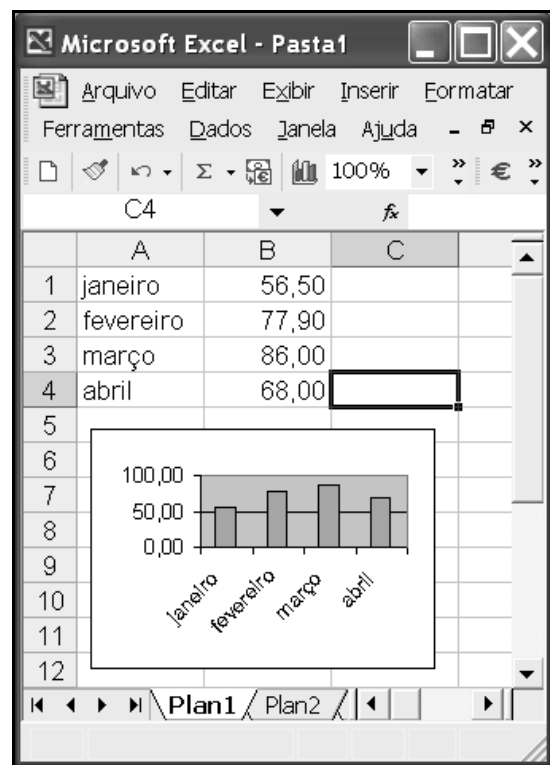 Microsoft Excel - Pasta1
Arquivo Editar Exibir Inserir Formatar
Ferramentas Dados Janela Ajuda
Σ 100% » € »
C4 fx
A B C
1 janeiro 56,50
2 fevereiro 77,90
3 março 86,00
4 abril 68,00
5
6
7
8
9
10
11
12
100,00
50,00
0,00
janeiro fevereiro março abril
Plan1 Plan2